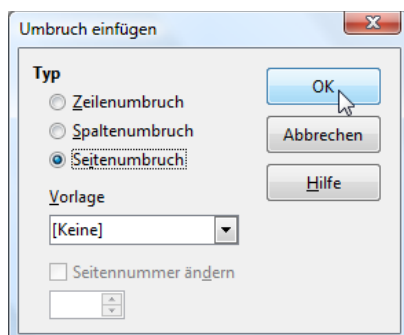 Umbruch einfügen
Typ
Zeilenumbruch
Spaltenumbruch
Seitenumbruch
OK
Abbrechen
Hilfe
Vorlage
[Keine]
Seitennummer ändern